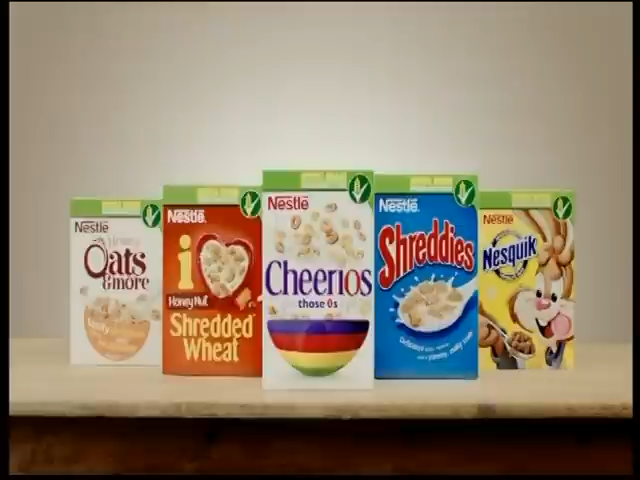 Nestlé
Oats
& more
Nestlé
i
Honey Nut
Shredded
Wheat
Nestlé
Cheerios
those Os
Nestlé
Shreddies
Nestlé
Nesquik